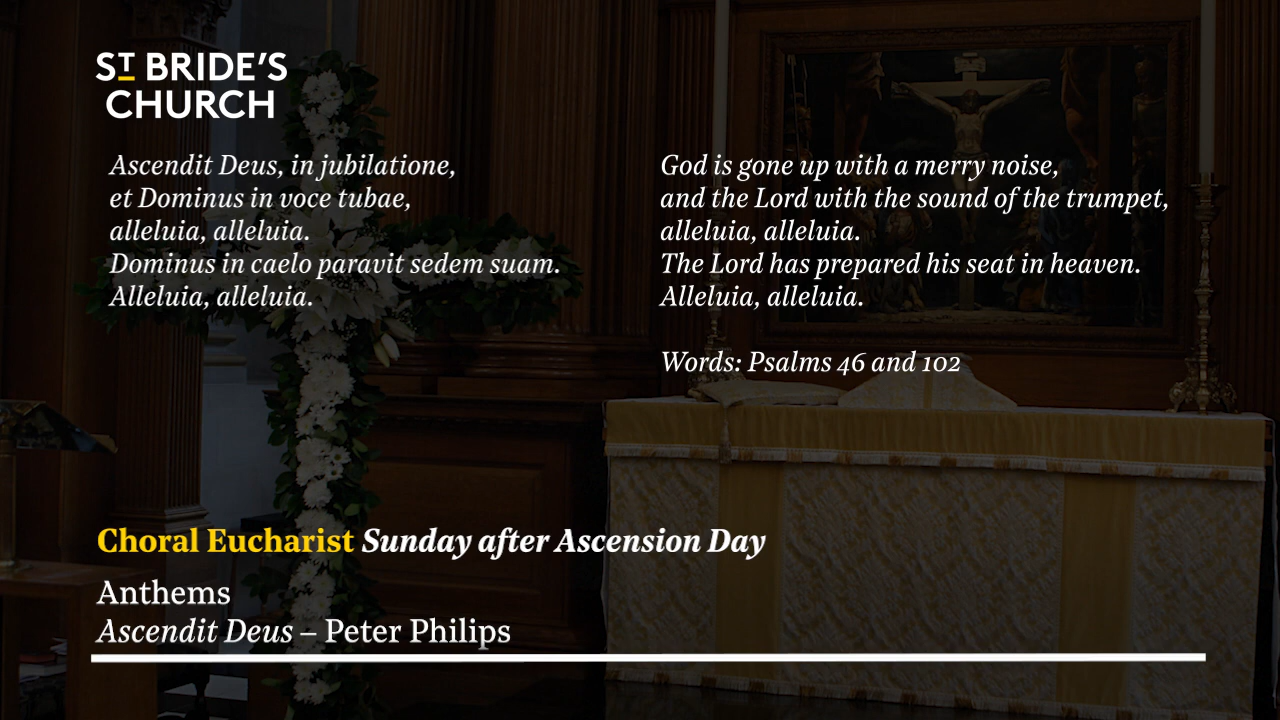 ST BRIDE'S
CHURCH
Ascendit Deus, in jubilatione,
et Dominus in voce tubae,
alleluia, alleluia.
Dominus in caelo paravit sedem suam.
Alleluia, alleluia.
God is gone up with a merry noise,
and the Lord with the sound of the trumpet,
alleluia, alleluia.
The Lord has prepared his seat in heaven.
Alleluia, alleluia.
Words: Psalms 46 and 102
Choral Eucharist Sunday after Ascension Day
Anthems
Ascendit Deus – Peter Philips